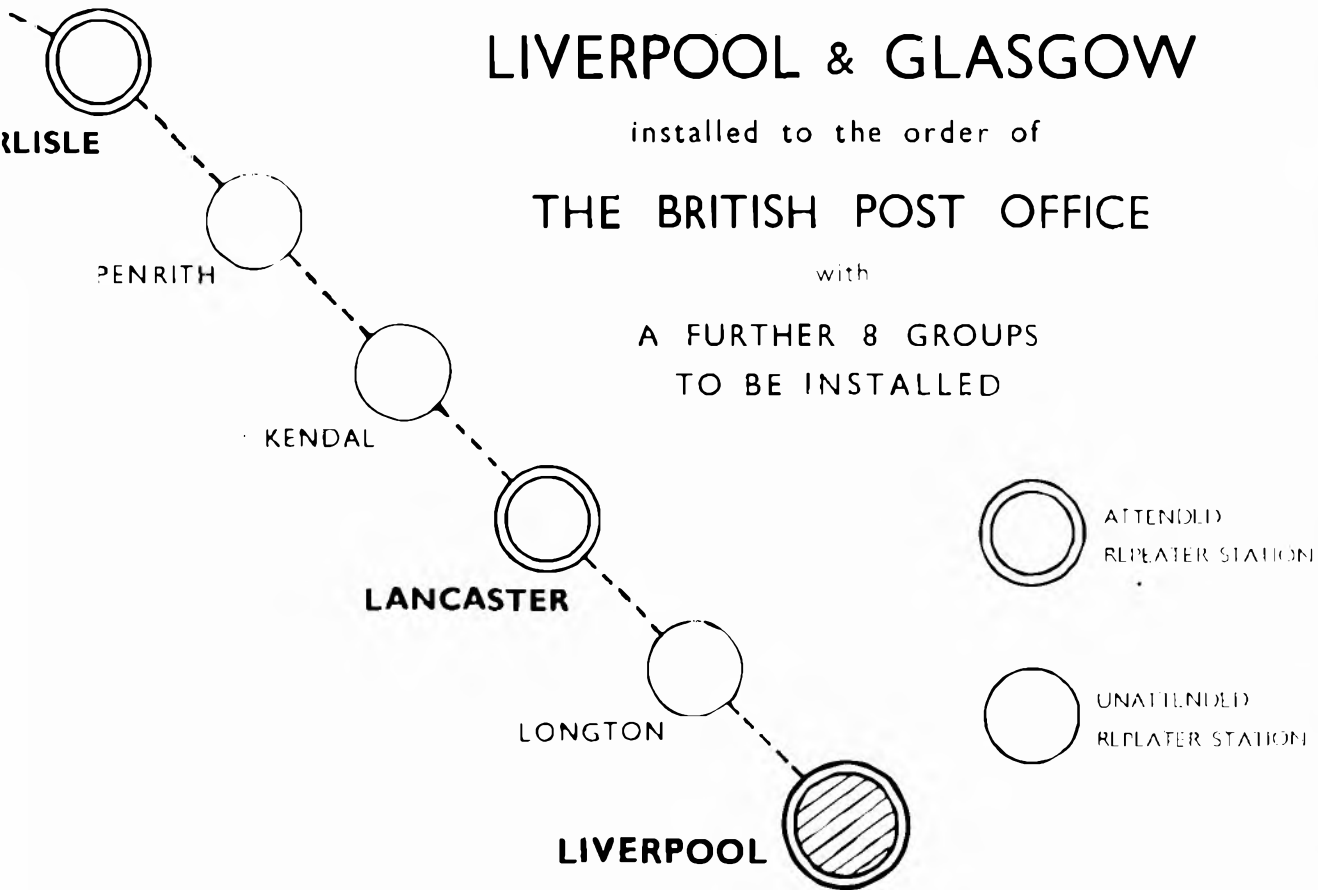 LIVERPOOL & GLASGOW
installed to the order of
RLISLE
THE BRITISH POST OFFICE
PENRITH
with
A FURTHER 8 GROUPS
TO BE INSTALLED
KENDAL
ATTENDED
REPEATER STATION
LANCASTER
UNATTENDED
REPEATER STATION
LONGTON
LIVERPOOL